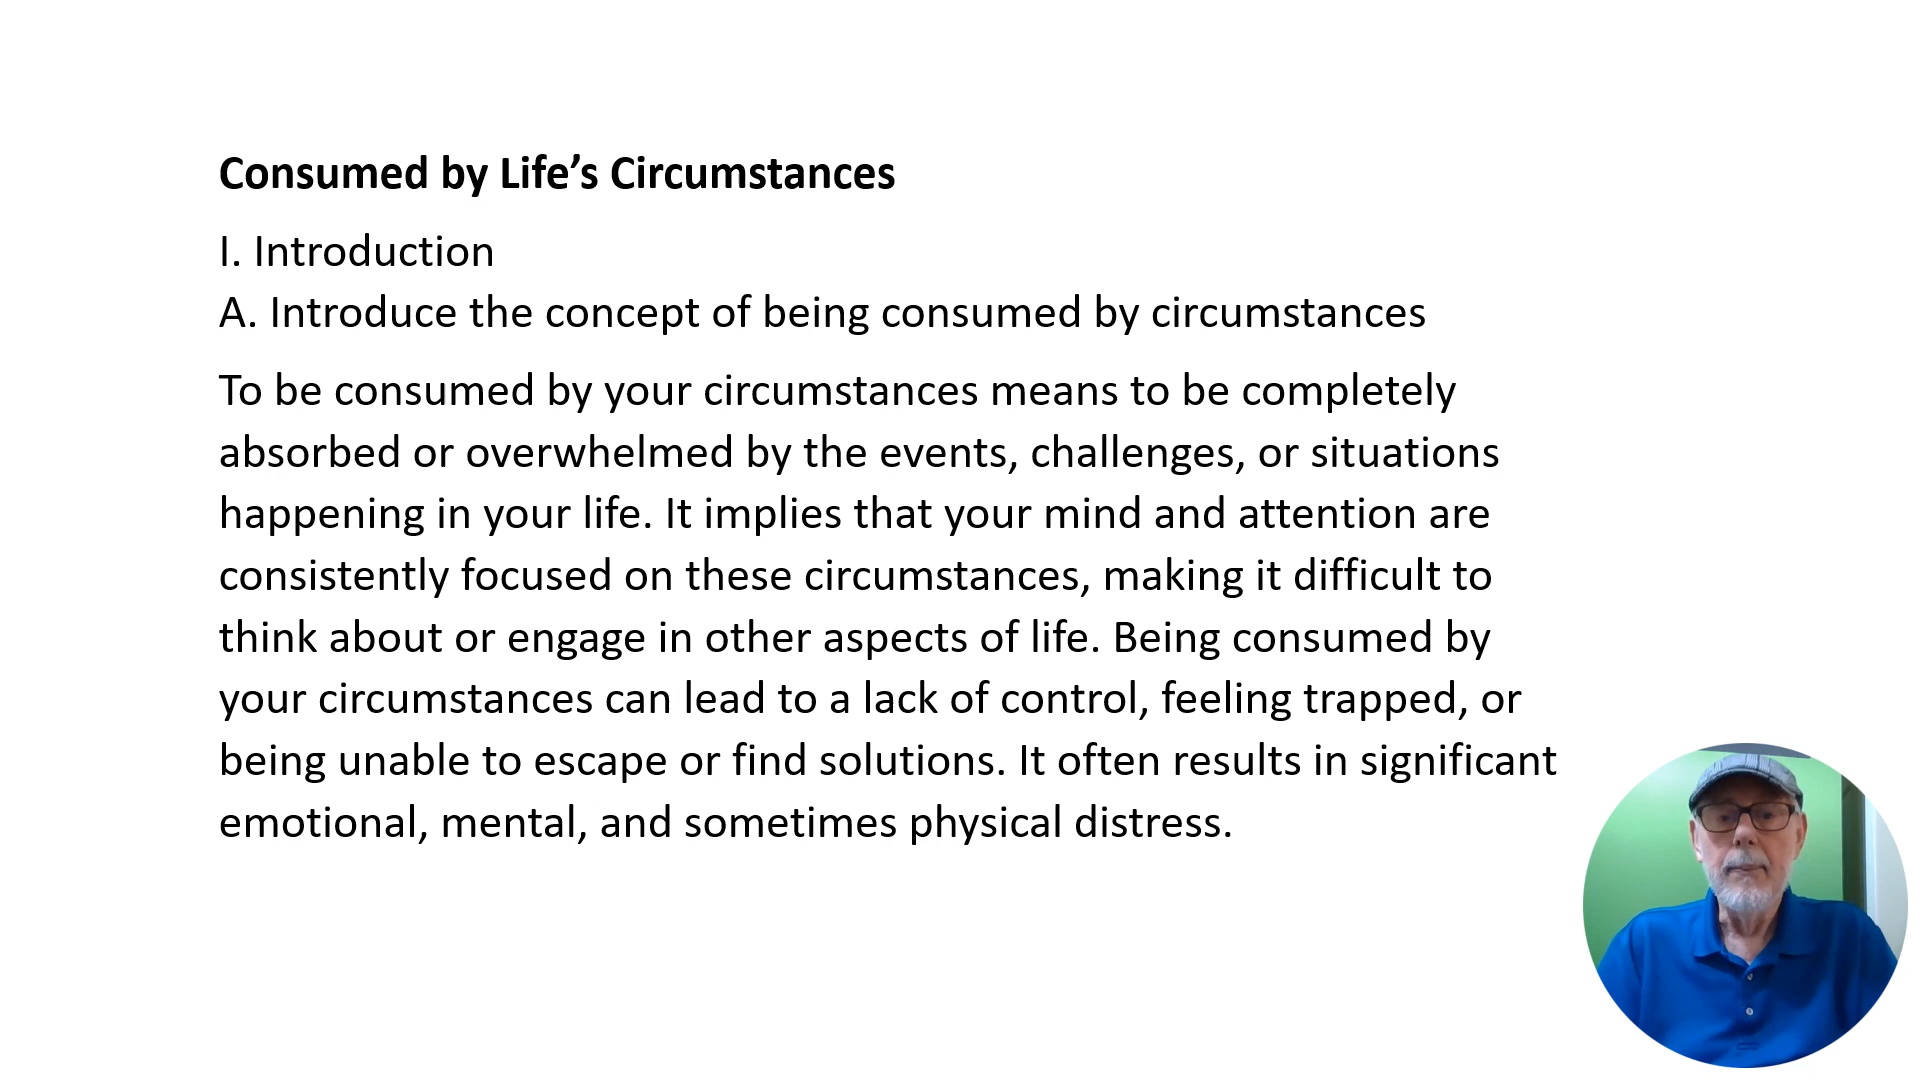 Consumed by Life’s Circumstances
I. Introduction
A. Introduce the concept of being consumed by circumstances
To be consumed by your circumstances means to be completely
absorbed or overwhelmed by the events, challenges, or situations
happening in your life. It implies that your mind and attention are
consistently focused on these circumstances, making it difficult to
think about or engage in other aspects of life. Being consumed by
your circumstances can lead to a lack of control, feeling trapped, or
being unable to escape or find solutions. It often results in significant
emotional, mental, and sometimes physical distress.